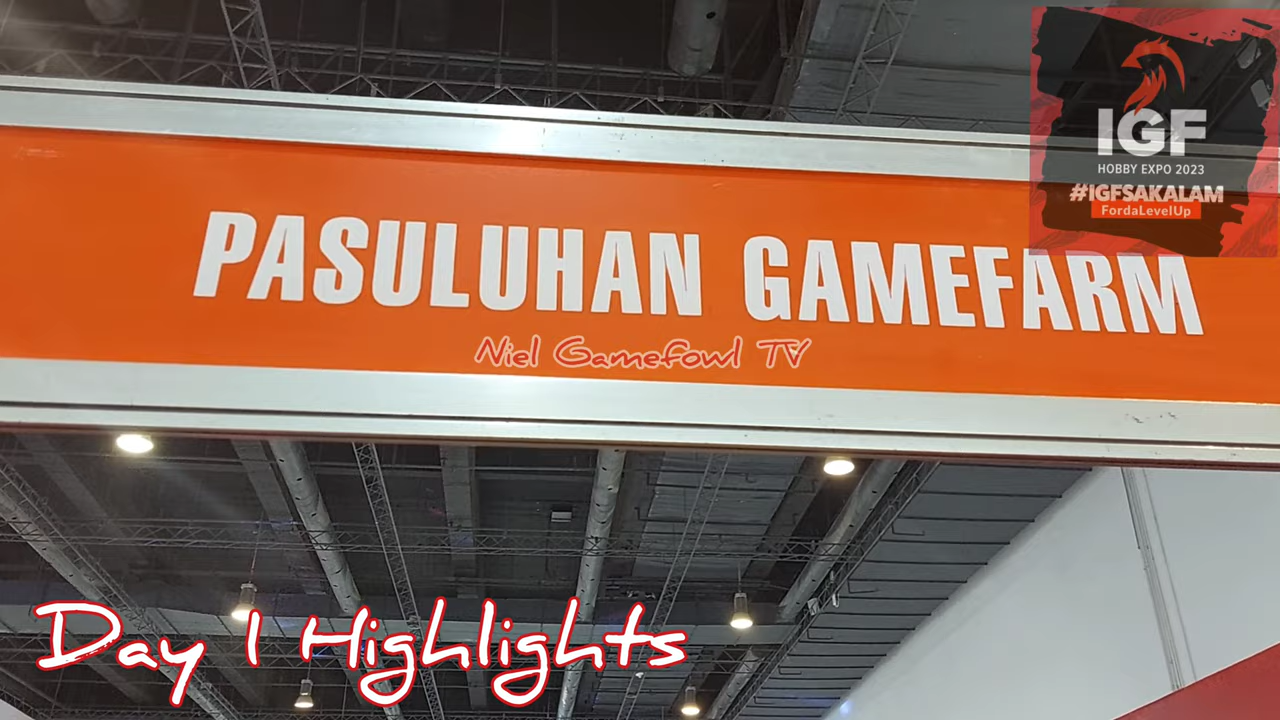 IGF
HOBBY EXPO 2023
#IGFSAKALAM
FordaLevelUp
PASULUHAN GAMEFARM
Niel Gamefowl TV
Day 1 Highlights